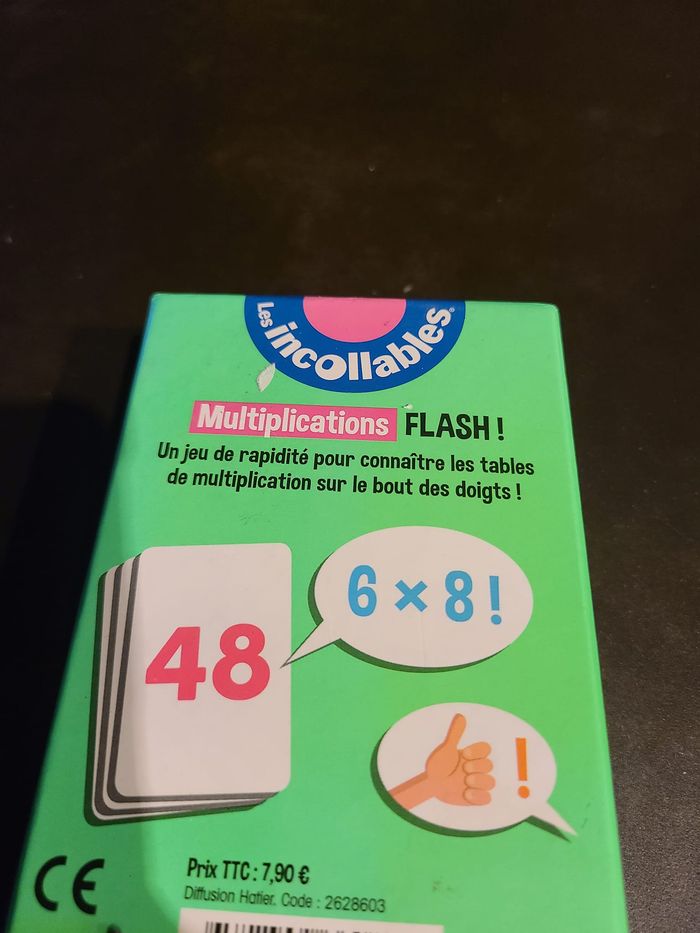 Les incollables®
Multiplications FLASH !
Un jeu de rapidité pour connaître les tables
de multiplication sur le bout des doigts !
6 × 8 !
48
!
CE
Prix TTC : 7,90 €
Diffusion Hatier. Code : 2628603